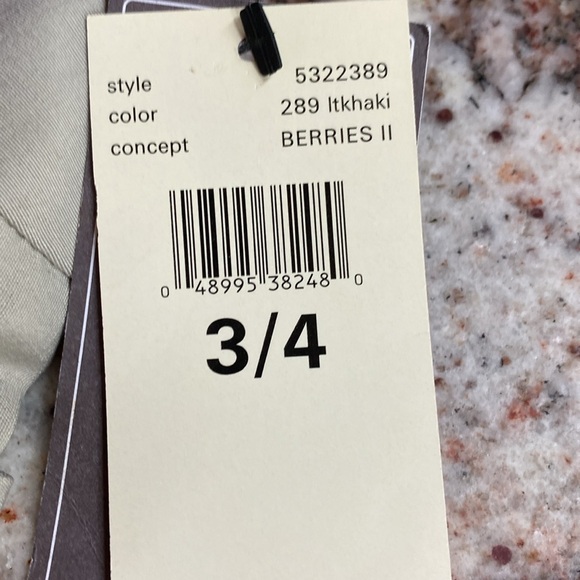 style 5322389
color 289 ltkhaki
concept BERRIES II
0 48995 38248 0
3/4